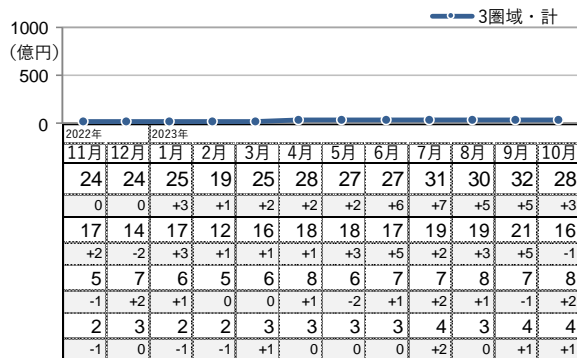 3圏域・計
1000
(億円)
500
0
2022年 2023年
11月 12月 1月 2月 3月 4月 5月 6月 7月 8月 9月 10月
24 24 25 19 25 28 27 27 31 30 32 28
0 0 +3 +1 +2 +2 +2 +6 +7 +5 +5 +3
17 14 17 12 16 18 18 17 19 19 21 16
+2 -2 +3 +1 +1 +1 +3 +5 +2 +3 +5 -1
5 7 6 5 6 8 6 7 7 8 7 8
-1 +2 +1 0 0 +1 -2 +1 +2 +1 -1 +2
2 3 2 2 3 3 3 3 4 3 4 4
-1 0 -1 -1 +1 0 0 0 +2 0 +1 +1